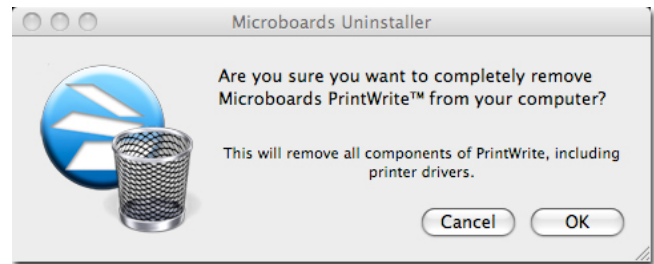 Microboards Uninstaller
Are you sure you want to completely remove
Microboards PrintWrite™ from your computer?
This will remove all components of PrintWrite, including
printer drivers.
Cancel OK